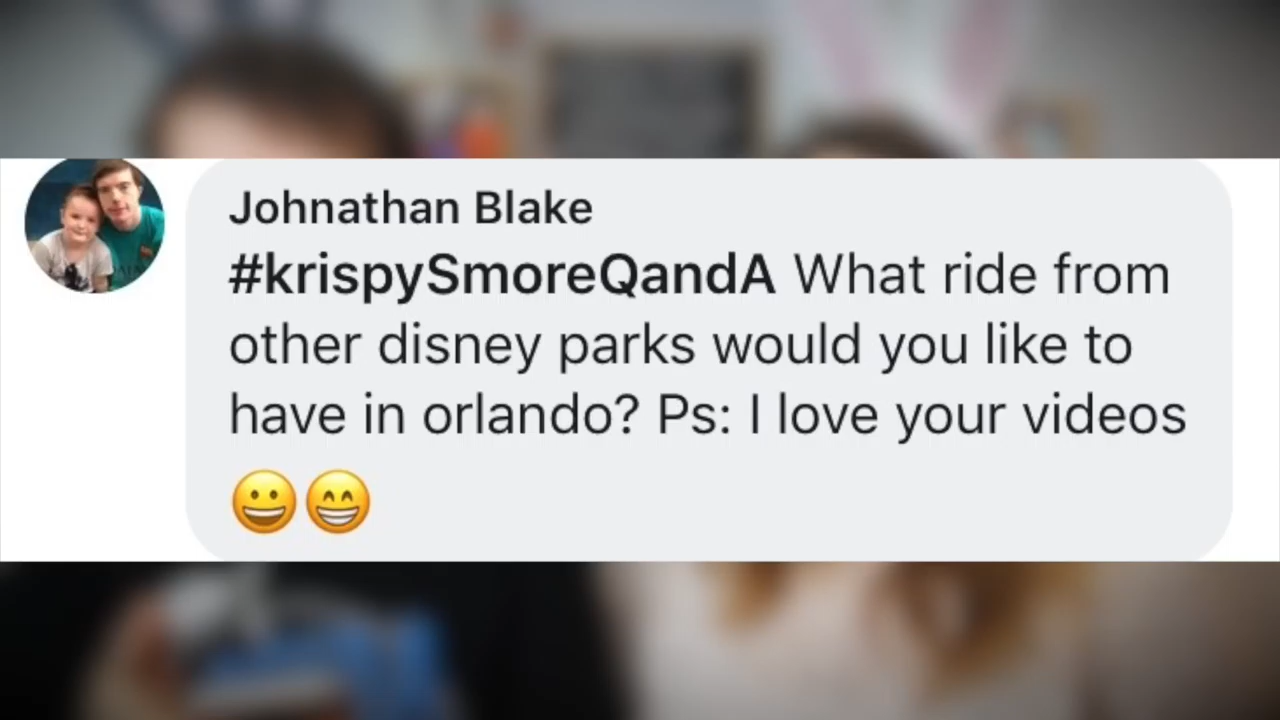 Johnathan Blake
#krispySmoreQandA What ride from
other disney parks would you like to
have in orlando? Ps: I love your videos
😀😁